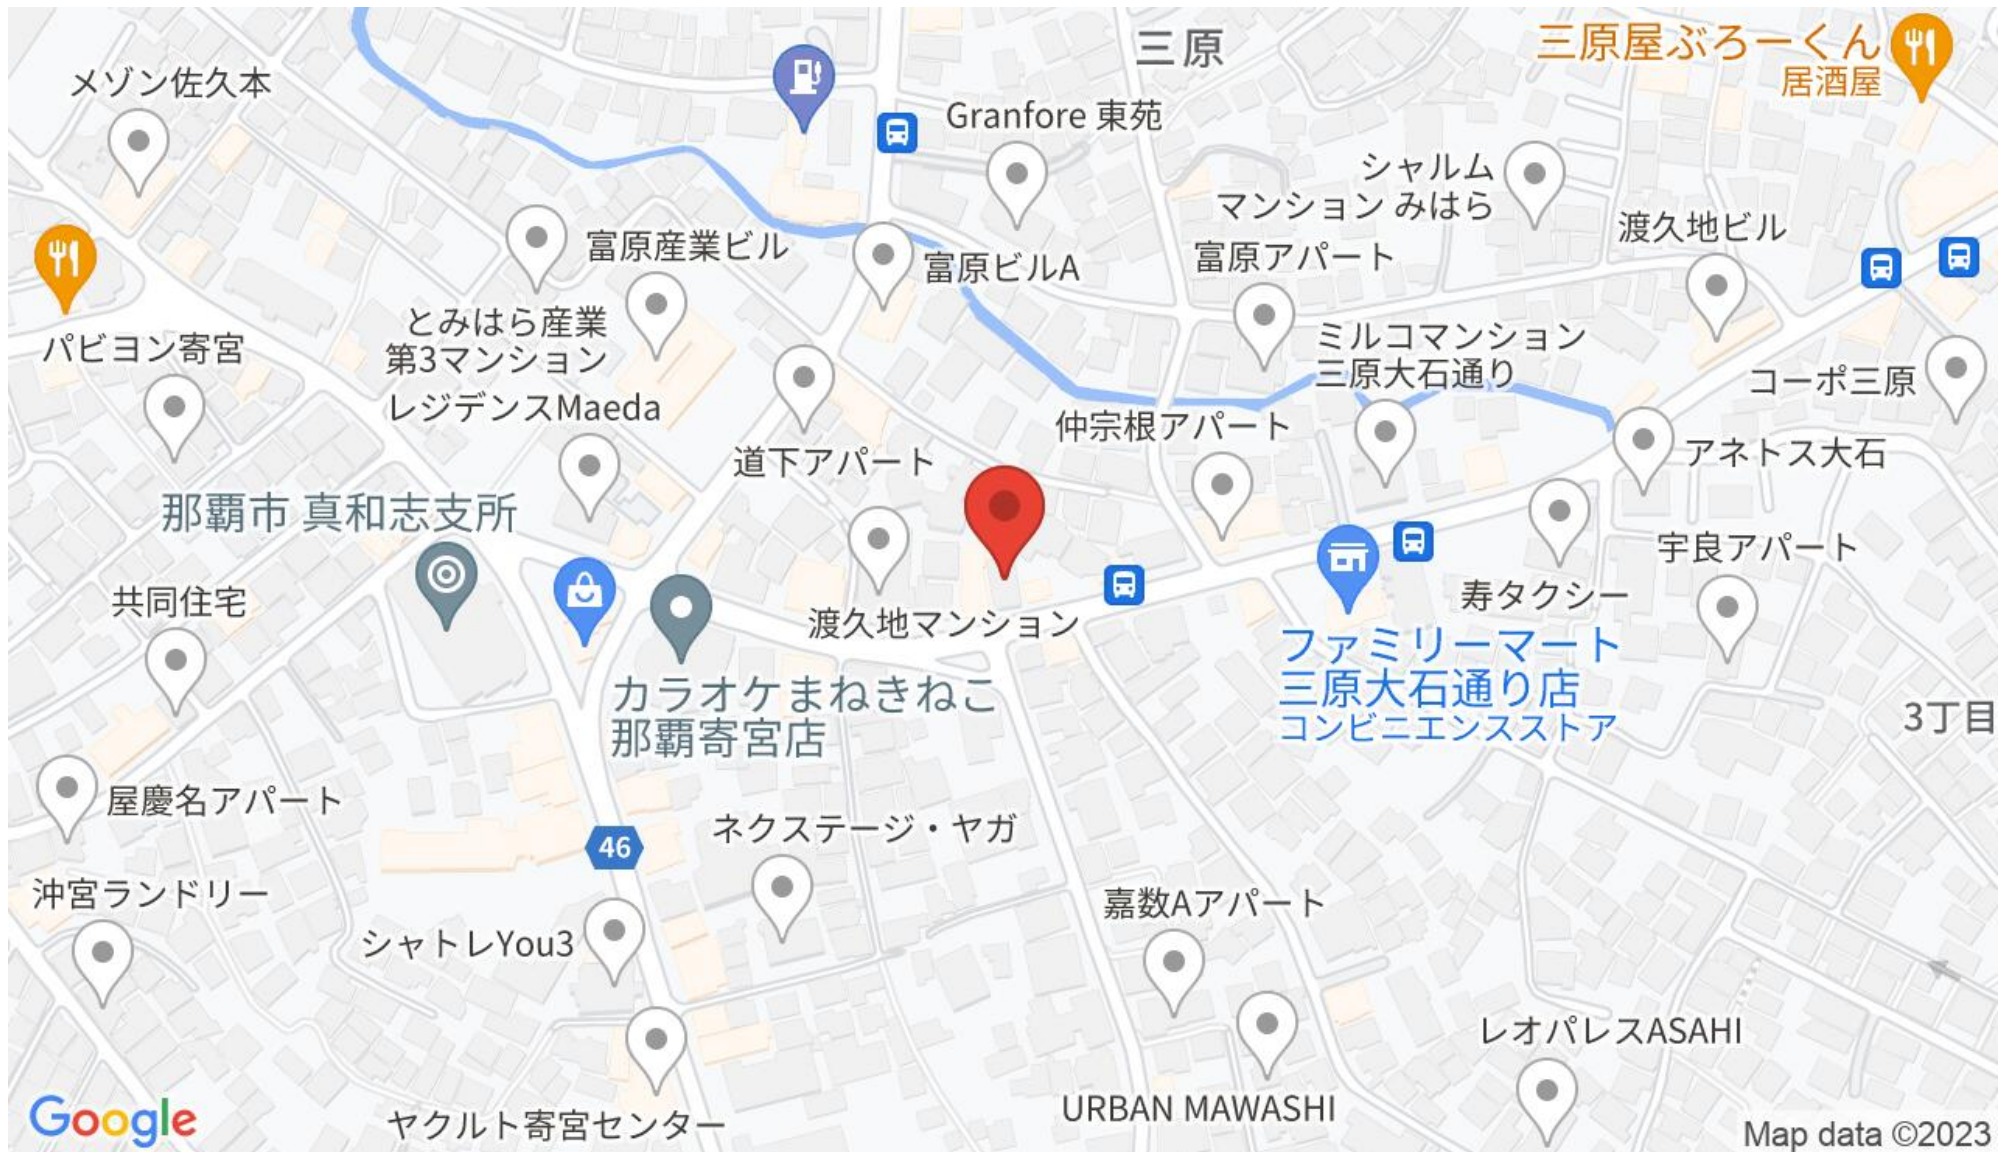 三原
三原屋ぶろーくん
居酒屋
メゾン佐久本
Granfore 東苑
シャルム
マンション みはら
渡久地ビル
富原産業ビル
富原ビルA
富原アパート
とみはら産業
第3マンション
ミルコマンション
三原大石通り
パビヨン寄宮
コーポ三原
レジデンスMaeda
仲宗根アパート
道下アパート
アネトス大石
那覇市 真和志支所
宇良アパート
共同住宅
寿タクシー
渡久地マンション
ファミリーマート
三原大石通り店
コンビニエンスストア
カラオケまねきねこ
那覇寄宮店
3丁目
屋慶名アパート
46
ネクステージ・ヤガ
沖宮ランドリー
嘉数Aアパート
シャトレYou3
レオパレスASAHI
URBAN MAWASHI
ヤクルト寄宮センター
Google
Map data ©2023